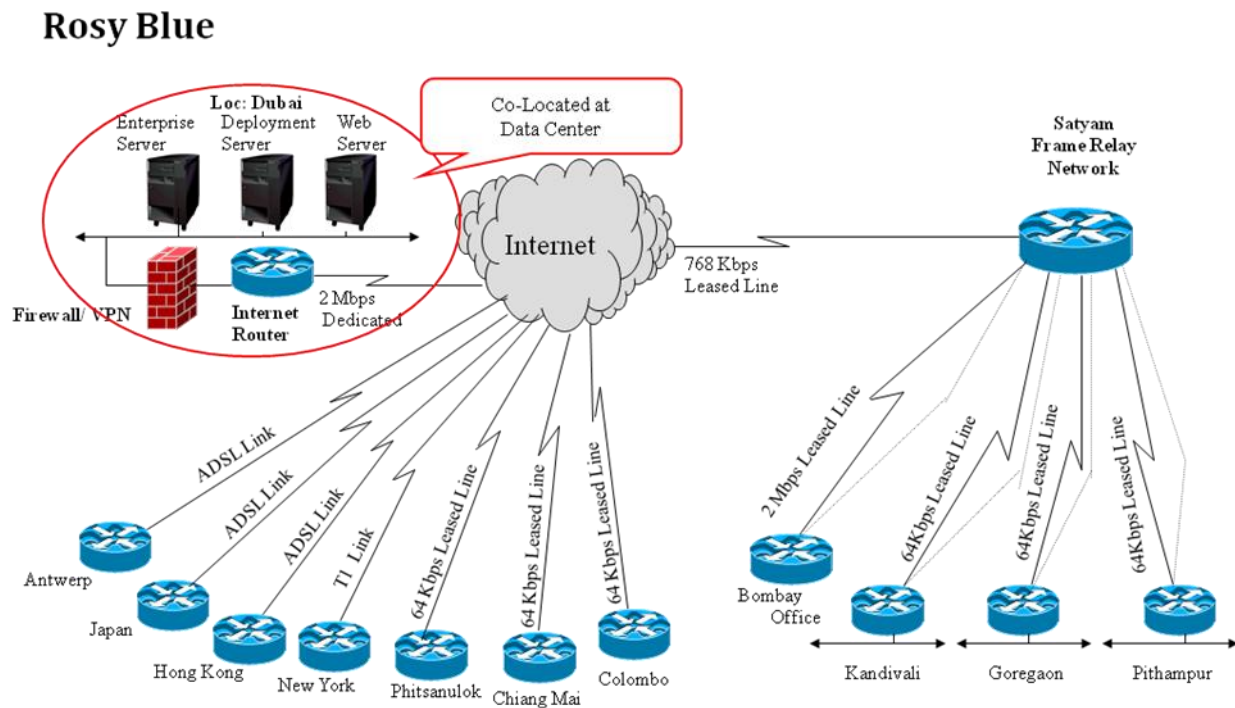 Rosy Blue
Loc: Dubai
Enterprise
Server
Deployment
Server
Web
Server
Co-Located at
Data Center
Satyam
Frame Relay
Network
Internet
768 Kbps
Leased Line
Firewall/ VPN
Internet
Router
2 Mbps
Dedicated
ADSL Link
ADSL Link
ADSL Link
T1 Link
64 Kbps Leased Line
64 Kbps Leased Line
64 Kbps Leased Line
2 Mbps Leased Line
64Kbps Leased Line
64Kbps Leased Line
64Kbps Leased Line
Antwerp
Japan
Hong Kong
New York
Phitsanulok
Chiang Mai
Colombo
Bombay
Office
Kandivali
Goregaon
Pithampur